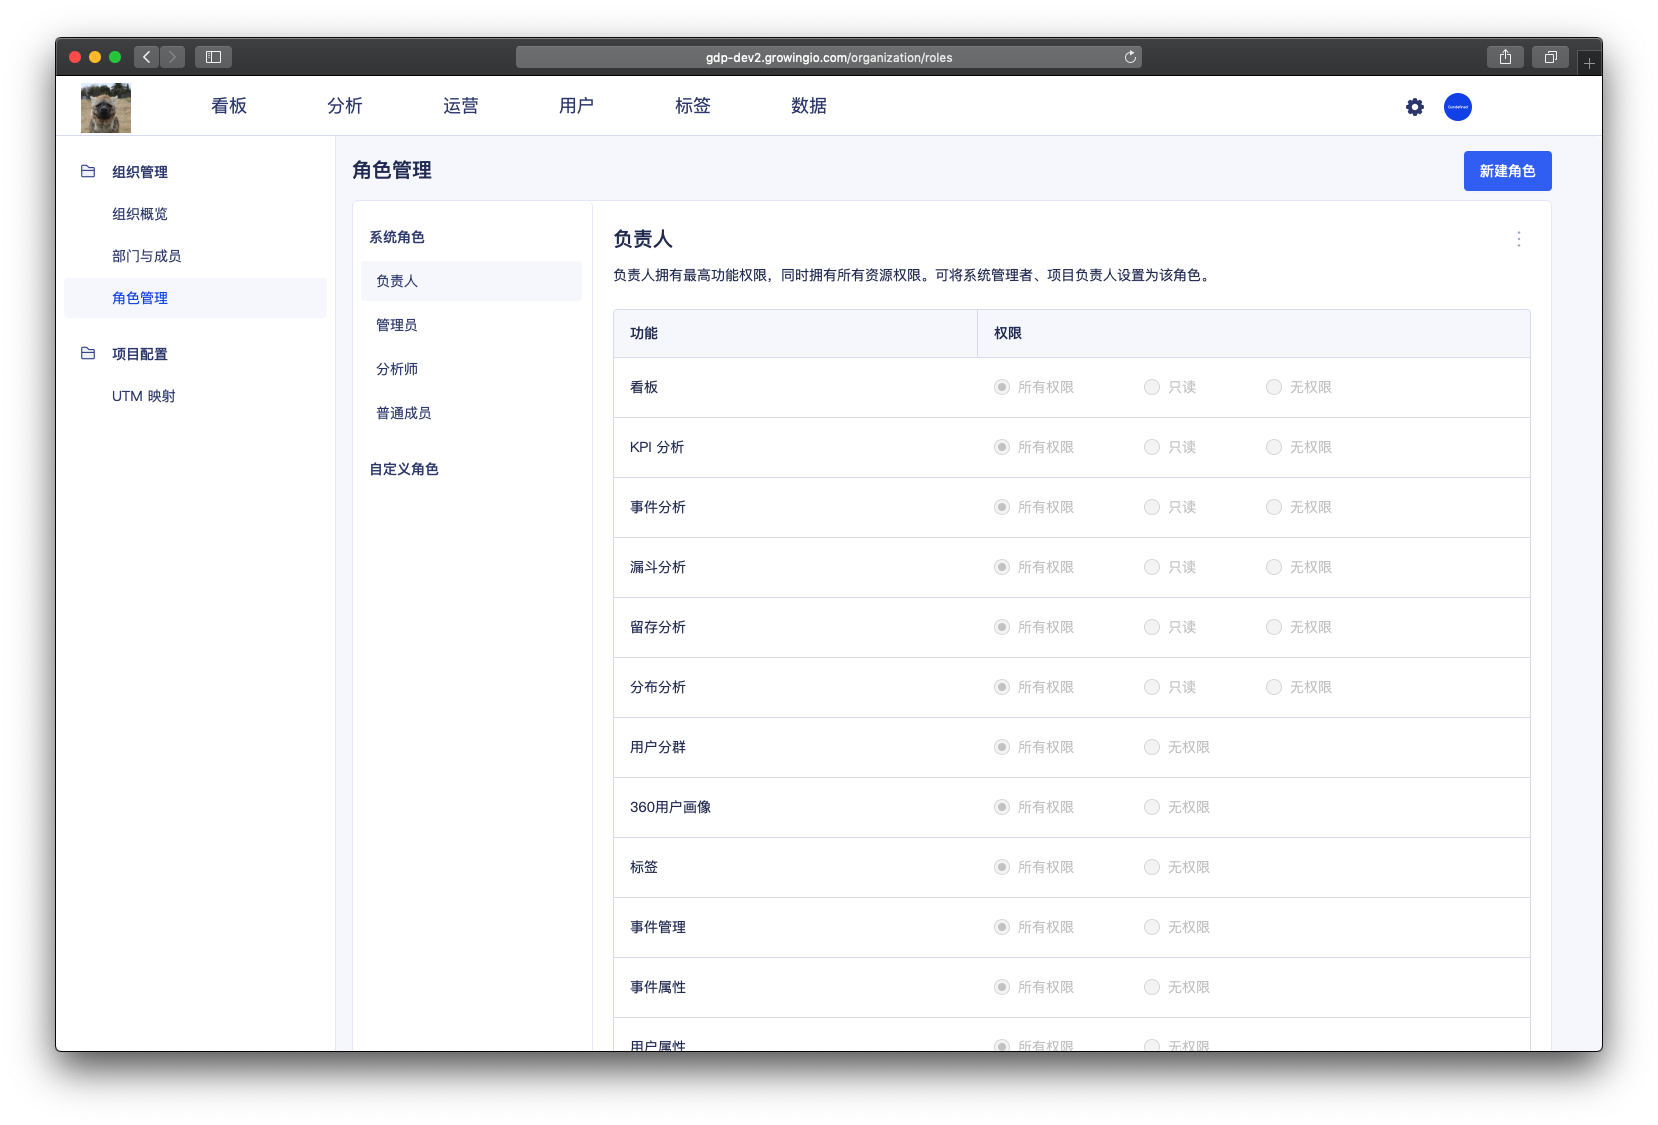 gdp-dev2.growingio.com/organization/roles
看板 分析 运营 用户 标签 数据
组织管理
组织概览
部门与成员
角色管理
项目配置
UTM 映射
角色管理
新建角色
系统角色
负责人
管理员
分析师
普通成员
自定义角色
负责人
负责人拥有最高功能权限，同时拥有所有资源权限。可将系统管理者、项目负责人设置为该角色。
功能 权限
看板 所有权限 只读 无权限
KPI 分析 所有权限 只读 无权限
事件分析 所有权限 只读 无权限
漏斗分析 所有权限 只读 无权限
留存分析 所有权限 只读 无权限
分布分析 所有权限 只读 无权限
用户分群 所有权限 无权限
360用户画像 所有权限 无权限
标签 所有权限 无权限
事件管理 所有权限 无权限
事件属性 所有权限 无权限
用户属性 所有权限 无权限